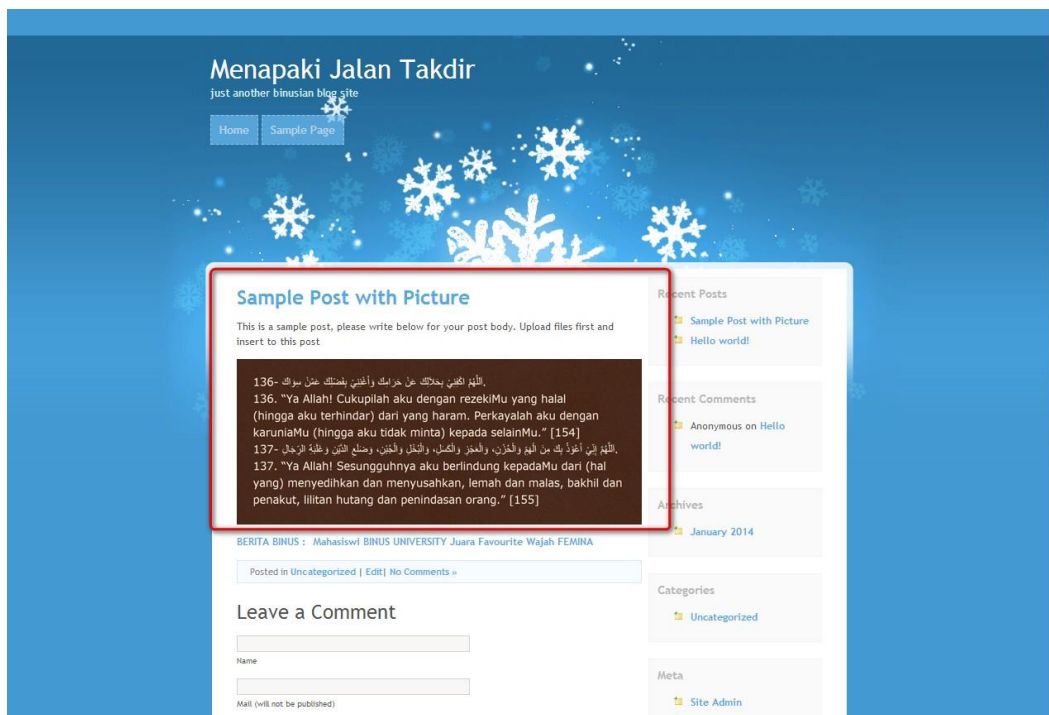 Menapaki Jalan Takdir
just another binusian blog site
Home
Sample Page
Sample Post with Picture
This is a sample post, please write below for your post body. Upload files first and
insert to this post
136- اللَّهُمَّ اكْفِنِيْ بِحَلَالِكَ عَنْ حَرَامِكَ وَأَغْنِنِيْ بِفَضْلِكَ عَمَّنْ سِوَاكَ.
136. “Ya Allah! Cukupilah aku dengan rezekiMu yang halal
(hingga aku terhindar) dari yang haram. Perkayalah aku dengan
karuniaMu (hingga aku tidak minta) kepada selainMu.” [154]
137- اللَّهُمَّ إِنِّيْ أَعُوْذُ بِكَ مِنَ الْهَمِّ وَالْحَزَنِ، وَالْعَجْزِ وَالْكَسَلِ، وَالْبُخْلِ وَالْجُبْنِ، وَضَلَعِ الدَّيْنِ وَغَلَبَةِ الرِّجَالِ.
137. “Ya Allah! Sesungguhnya aku berlindung kepadaMu dari (hal
yang) menyedihkan dan menyusahkan, lemah dan malas, bakhil dan
penakut, lilitan hutang dan penindasan orang.” [155]
BERITA BINUS : Mahasiswi BINUS UNIVERSITY Juara Favourite Wajah FEMINA
Posted in Uncategorized | Edit| No Comments »
Leave a Comment
Name
Mail (will not be published)
Recent Posts
Sample Post with Picture
Hello world!
Recent Comments
Anonymous on Hello
world!
Archives
January 2014
Categories
Uncategorized
Meta
Site Admin